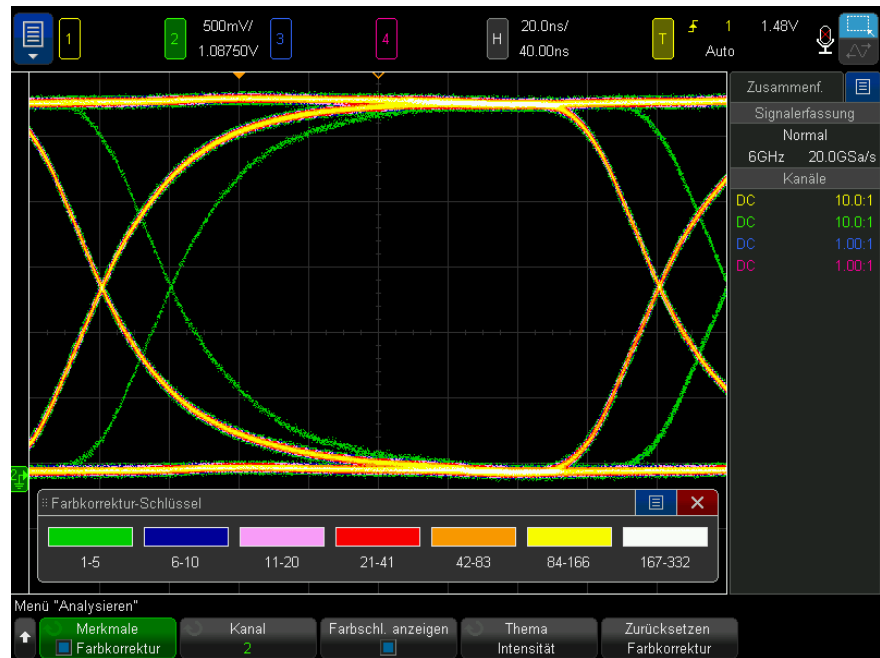 1
2
500mV/
1.08750V
3
4
H
20.0ns/
40.00ns
T
1
1.48V
Auto
Zusammenf.
Signalerfassung
Normal
6GHz 20.0GSa/s
Kanäle
DC 10.0:1
DC 10.0:1
DC 1.00:1
DC 1.00:1
2
Farbkorrektur-Schlüssel
1-5 6-10 11-20 21-41 42-83 84-166 167-332
Menü "Analysieren"
Merkmale
Farbkorrektur
Kanal
2
Farbschl. anzeigen
Thema
Intensität
Zurücksetzen
Farbkorrektur